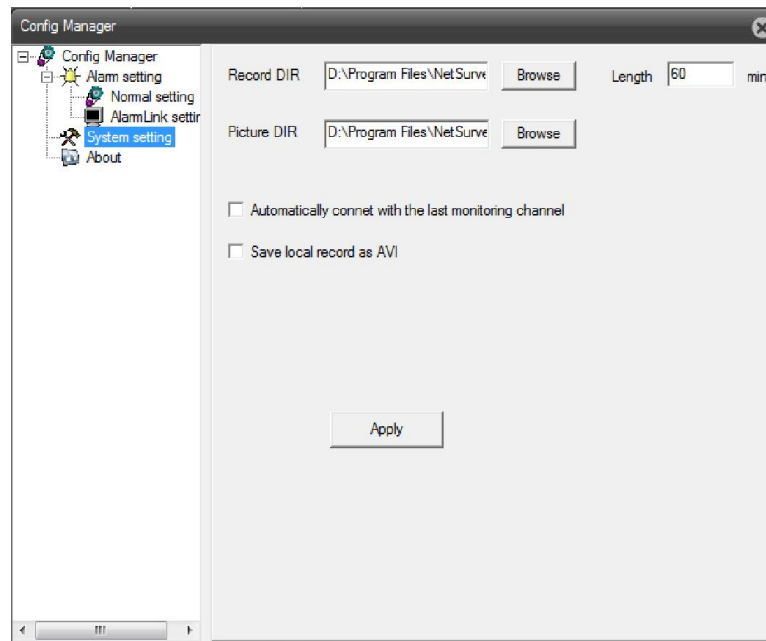 Config Manager
Config Manager
Alarm setting
Normal setting
AlarmLink settir
System setting
About
Record DIR D:\Program Files\NetSurve Browse Length 60 min
Picture DIR D:\Program Files\NetSurve Browse
Automatically connet with the last monitoring channel
Save local record as AVI
Apply